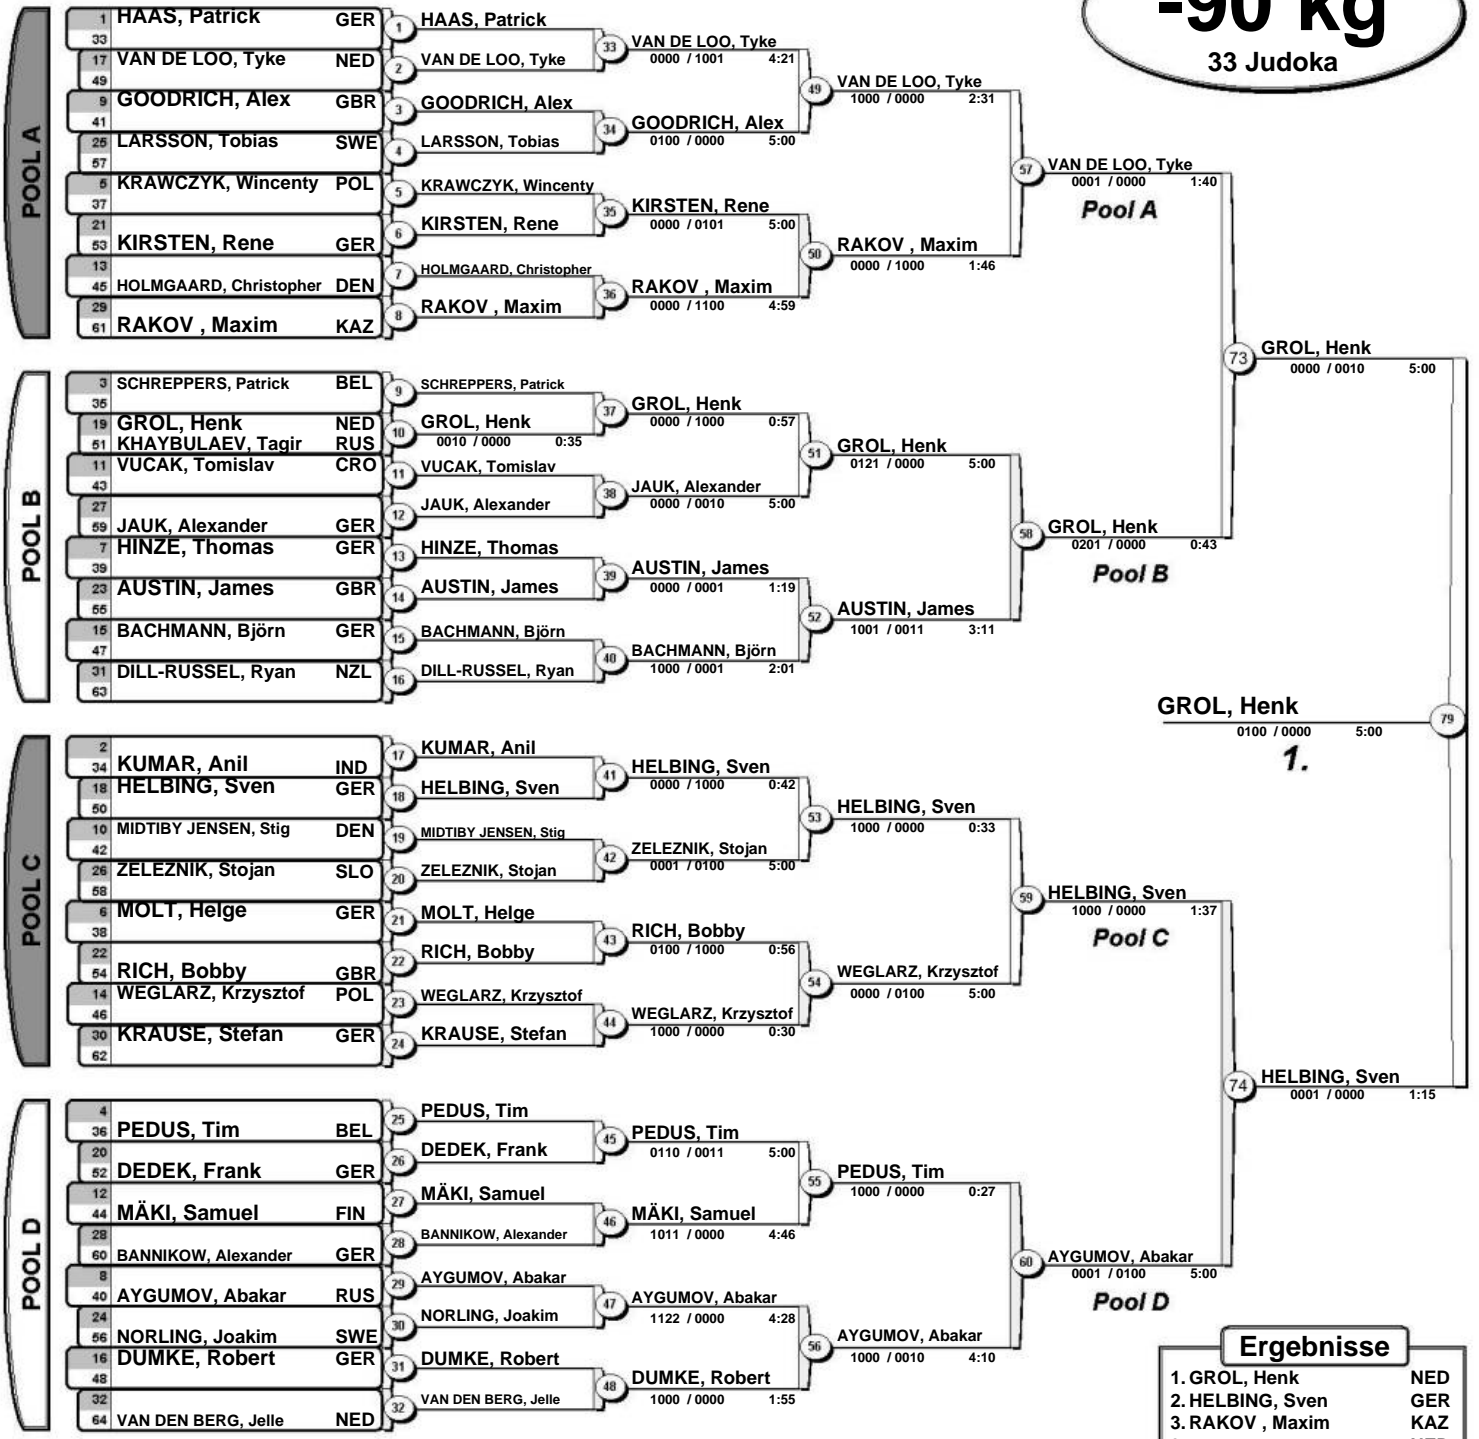 -90 kg
33 Judoka
POOL A
1 HAAS, Patrick GER
33
17 VAN DE LOO, Tyke NED
49
9 GOODRICH, Alex GBR
41
25 LARSSON, Tobias SWE
57
5 KRAWCZYK, Wincenty POL
37
21
53 KIRSTEN, Rene GER
13
45 HOLMGAARD, Christopher DEN
29
61 RAKOV , Maxim KAZ
1 HAAS, Patrick
2 VAN DE LOO, Tyke
3 GOODRICH, Alex
4 LARSSON, Tobias
5 KRAWCZYK, Wincenty
6 KIRSTEN, Rene
7 HOLMGAARD, Christopher
8 RAKOV , Maxim
33 VAN DE LOO, Tyke
0000 / 1001 4:21
34 GOODRICH, Alex
0100 / 0000 5:00
35 KIRSTEN, Rene
0000 / 0101 5:00
36 RAKOV , Maxim
0000 / 1100 4:59
49 VAN DE LOO, Tyke
1000 / 0000 2:31
50 RAKOV , Maxim
0000 / 1000 1:46
57 VAN DE LOO, Tyke
0001 / 0000 1:40
Pool A
POOL B
3 SCHREPPERS, Patrick BEL
35
19 GROL, Henk NED
51 KHAYBULAEV, Tagir RUS
11 VUCAK, Tomislav CRO
43
27
59 JAUK, Alexander GER
7 HINZE, Thomas GER
39
23 AUSTIN, James GBR
55
15 BACHMANN, Björn GER
47
31 DILL-RUSSEL, Ryan NZL
63
9 SCHREPPERS, Patrick
10 GROL, Henk
0010 / 0000 0:35
11 VUCAK, Tomislav
12 JAUK, Alexander
13 HINZE, Thomas
14 AUSTIN, James
15 BACHMANN, Björn
16 DILL-RUSSEL, Ryan
37 GROL, Henk
0000 / 1000 0:57
38 JAUK, Alexander
0000 / 0010 5:00
39 AUSTIN, James
0000 / 0001 1:19
40 BACHMANN, Björn
1000 / 0001 2:01
51 GROL, Henk
0121 / 0000 5:00
52 AUSTIN, James
1001 / 0011 3:11
58 GROL, Henk
0201 / 0000 0:43
Pool B
73 GROL, Henk
0000 / 0010 5:00
POOL C
2
34 KUMAR, Anil IND
18 HELBING, Sven GER
50
10 MIDTIBY JENSEN, Stig DEN
42
26 ZELEZNIK, Stojan SLO
58
6 MOLT, Helge GER
38
22
54 RICH, Bobby GBR
14 WEGLARZ, Krzysztof POL
46
30 KRAUSE, Stefan GER
62
17 KUMAR, Anil
18 HELBING, Sven
19 MIDTIBY JENSEN, Stig
20 ZELEZNIK, Stojan
21 MOLT, Helge
22 RICH, Bobby
23 WEGLARZ, Krzysztof
24 KRAUSE, Stefan
41 HELBING, Sven
0000 / 1000 0:42
42 ZELEZNIK, Stojan
0001 / 0100 5:00
43 RICH, Bobby
0100 / 1000 0:56
44 WEGLARZ, Krzysztof
1000 / 0000 0:30
53 HELBING, Sven
1000 / 0000 0:33
54 WEGLARZ, Krzysztof
0000 / 0100 5:00
59 HELBING, Sven
1000 / 0000 1:37
Pool C
POOL D
4
36 PEDUS, Tim BEL
20
52 DEDEK, Frank GER
12
44 MÄKI, Samuel FIN
28
60 BANNIKOW, Alexander GER
8
40 AYGUMOV, Abakar RUS
24
56 NORLING, Joakim SWE
16 DUMKE, Robert GER
48
32
64 VAN DEN BERG, Jelle NED
25 PEDUS, Tim
26 DEDEK, Frank
27 MÄKI, Samuel
28 BANNIKOW, Alexander
29 AYGUMOV, Abakar
30 NORLING, Joakim
31 DUMKE, Robert
32 VAN DEN BERG, Jelle
45 PEDUS, Tim
0110 / 0011 5:00
46 MÄKI, Samuel
1011 / 0000 4:46
47 AYGUMOV, Abakar
1122 / 0000 4:28
48 DUMKE, Robert
1000 / 0000 1:55
55 PEDUS, Tim
1000 / 0000 0:27
56 AYGUMOV, Abakar
1000 / 0010 4:10
60 AYGUMOV, Abakar
0001 / 0100 5:00
Pool D
74 HELBING, Sven
0001 / 0000 1:15
GROL, Henk 79
0100 / 0000 5:00
1.
Ergebnisse
1. GROL, Henk NED
2. HELBING, Sven GER
3. RAKOV , Maxim KAZ